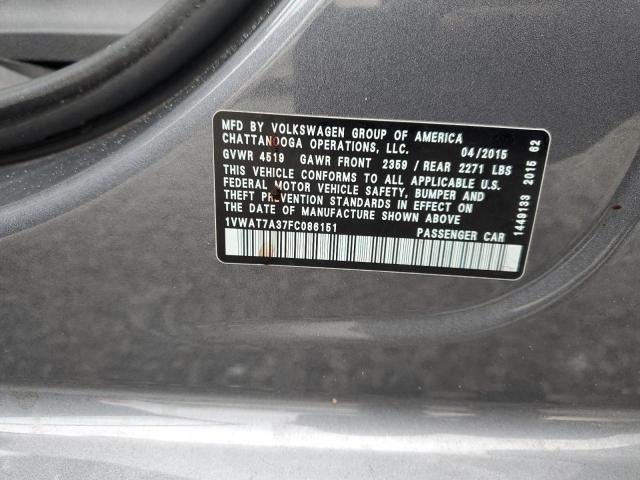 MFD BY VOLKSWAGEN GROUP OF AMERICA
CHATTANOOGA OPERATIONS, LLC. 04/2015
GVWR 4519 GAWR FRONT 2359 / REAR 2271 LBS
THIS VEHICLE CONFORMS TO ALL APPLICABLE U.S.
FEDERAL MOTOR VEHICLE SAFETY, BUMPER AND
THEFT PREVENTION STANDARDS IN EFFECT ON
THE DATE OF MANUFACTURE SHOWN ABOVE
1VWAT7A37FC086151 PASSENGER CAR
1449133 2015 62